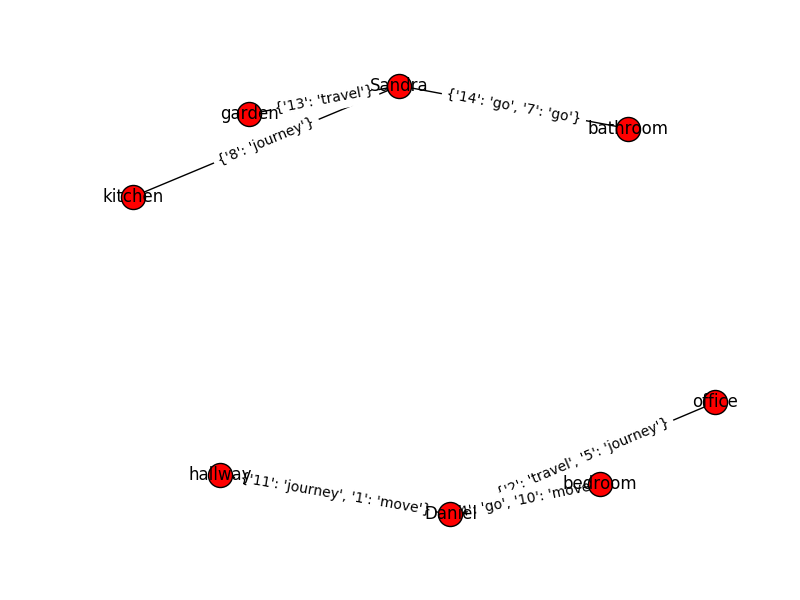 Sandra
garden
{'13': 'travel'}
{'14': 'go', '7': 'go'}
bathroom
{'8': 'journey'}
kitchen
office
{'2': 'travel', '5': 'journey'}
hallway
{'11': 'journey', '1': 'move'}
bedroom
'go', '10': 'move
Daniel